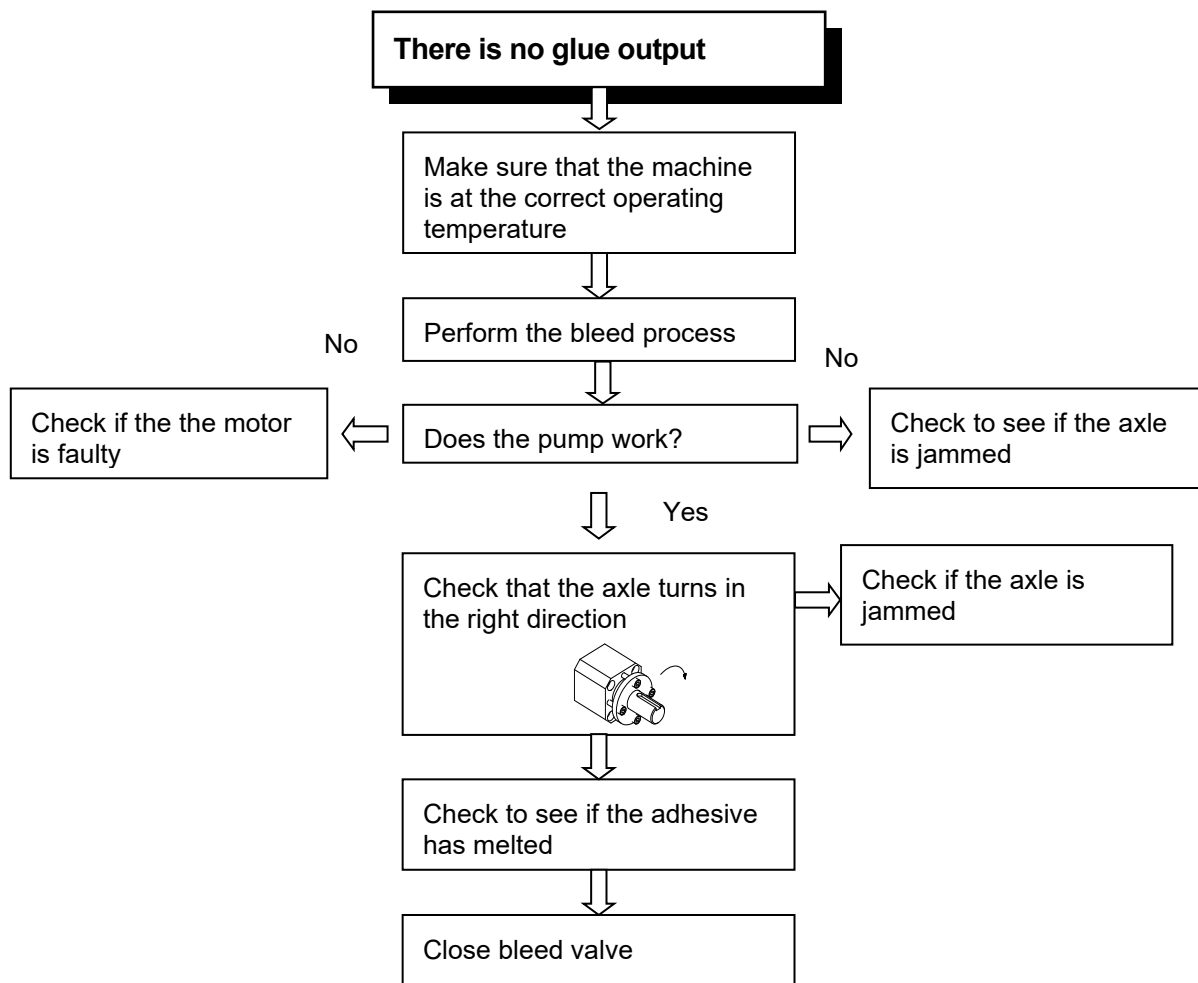 There is no glue output
Make sure that the machine
is at the correct operating
temperature
Perform the bleed process
No
No
Check if the the motor
is faulty
Does the pump work?
Check to see if the axle
is jammed
Yes
Check that the axle turns in
the right direction
Check if the axle is
jammed
Check to see if the adhesive
has melted
Close bleed valve